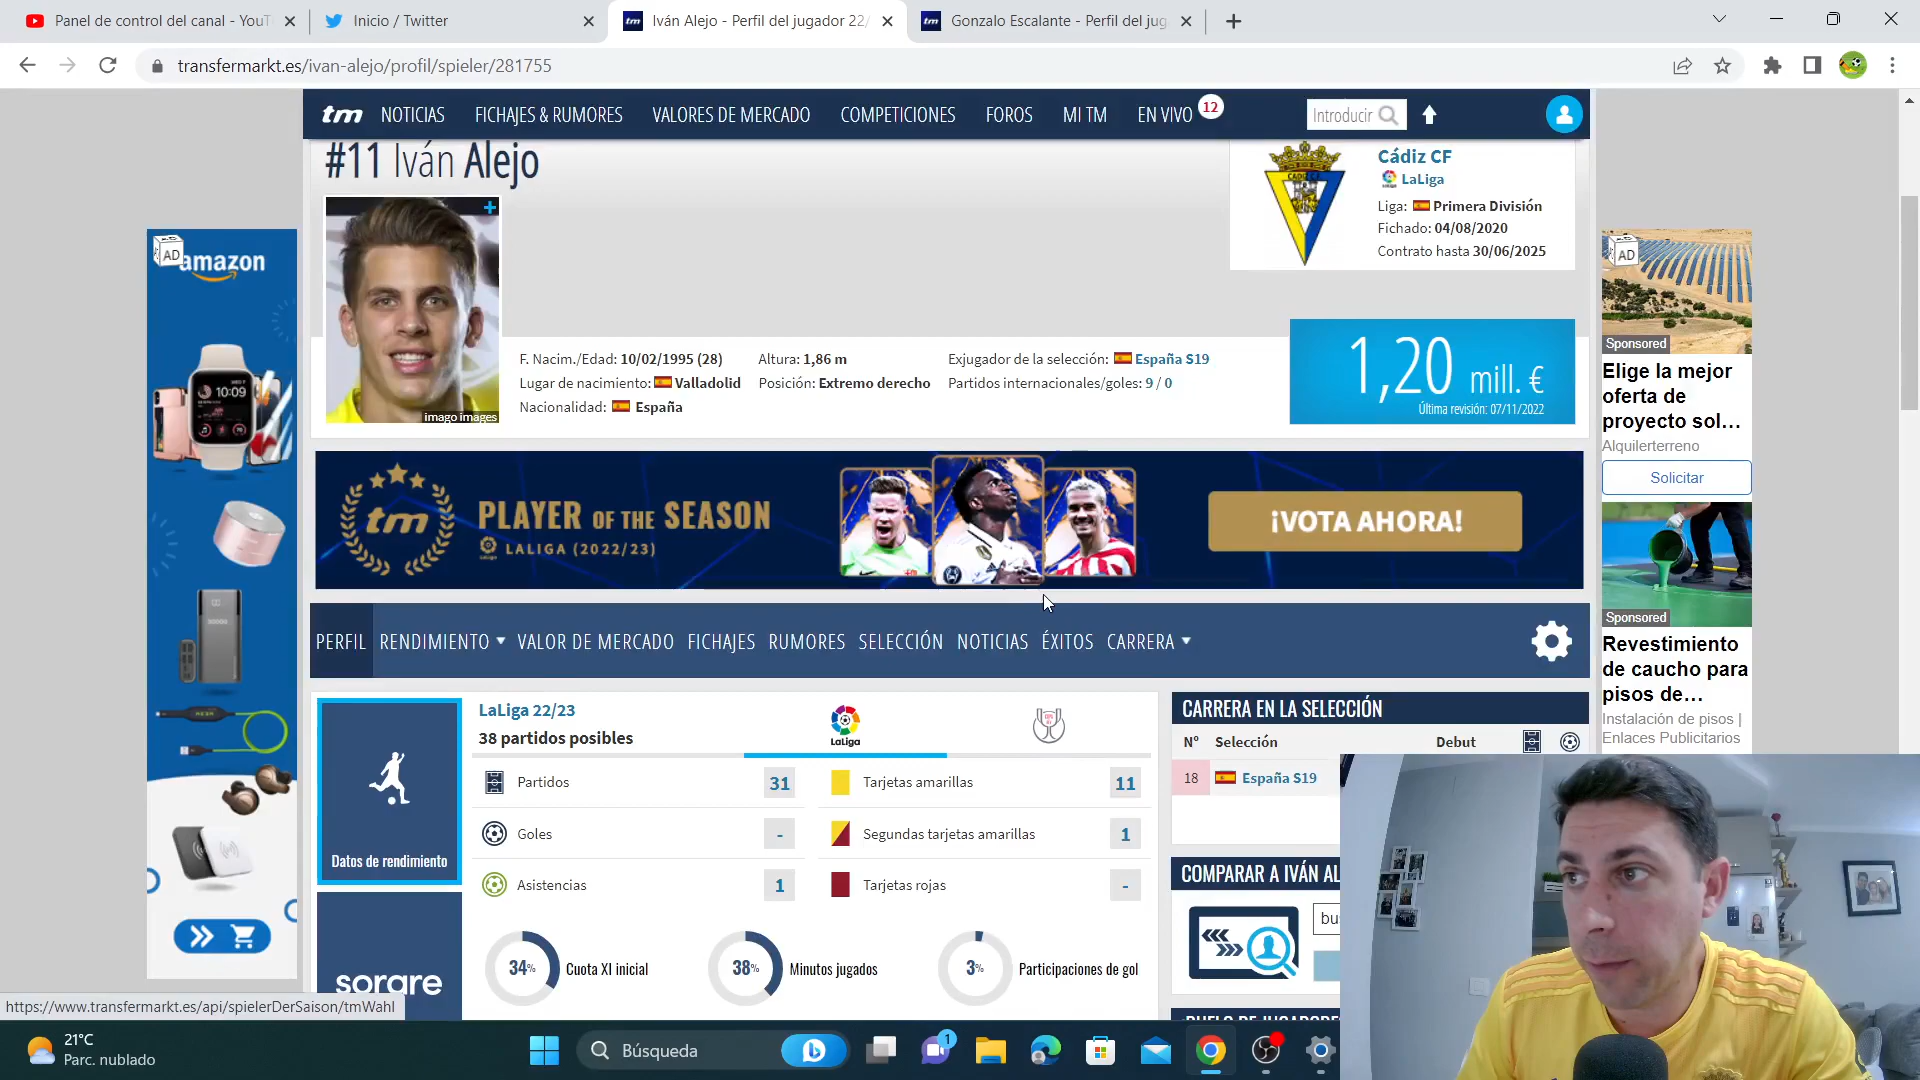 Panel de control del canal - YouT
Inicio / Twitter
tm
Iván Alejo - Perfil del jugador 22/
tm
Gonzalo Escalante - Perfil del jug
transfermarkt.es/ivan-alejo/profil/spieler/281755
tm
NOTICIAS
FICHAJES & RUMORES
VALORES DE MERCADO
COMPETICIONES
FOROS
MI TM
EN VIVO
12
Introducir
#11 Iván Alejo
Cádiz CF
LaLiga
Liga: Primera División
Fichado: 04/08/2020
Contrato hasta 30/06/2025
imago images
F. Nacim./Edad: 10/02/1995 (28)
Lugar de nacimiento: Valladolid
Nacionalidad: España
Altura: 1,86 m
Posición: Extremo derecho
Exjugador de la selección: España S19
Partidos internacionales/goles: 9 / 0
1,20 mill. €
Última revisión: 07/11/2022
AD
amazon
10:09
AD
Sponsored
Elige la mejor
oferta de
proyecto sol...
Alquilerterreno
Solicitar
Sponsored
Revestimiento
de caucho para
pisos de...
Instalación de pisos |
Enlaces Publicitarios
tm
PLAYER OF THE SEASON
LALIGA (2022/23)
¡VOTA AHORA!
PERFIL
RENDIMIENTO
VALOR DE MERCADO
FICHAJES
RUMORES
SELECCIÓN
NOTICIAS
ÉXITOS
CARRERA
Datos de rendimiento
sorare
LaLiga 22/23
38 partidos posibles
LaLiga
Partidos 31
Tarjetas amarillas 11
Goles -
Segundas tarjetas amarillas 1
Asistencias 1
Tarjetas rojas -
34% Cuota XI inicial
38% Minutos jugados
3% Participaciones de gol
CARRERA EN LA SELECCIÓN
Nº Selección Debut
18 España S19
COMPARAR A IVÁN AL
bu
https://www.transfermarkt.es/api/spielerDerSaison/tmWahl
21°C
Parc. nublado
Búsqueda
1